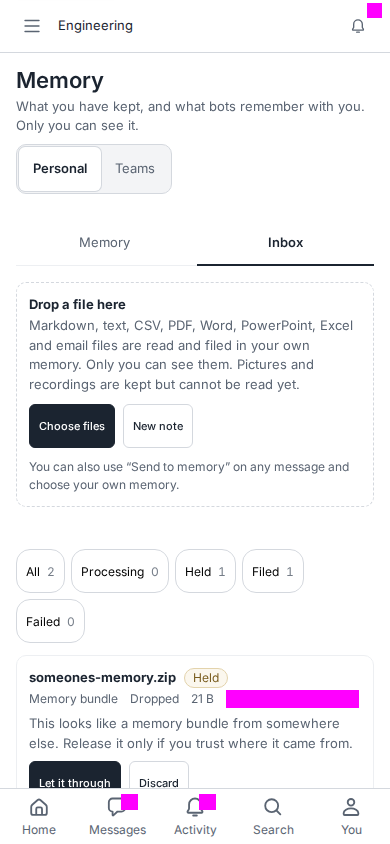 Engineering
Memory
What you have kept, and what bots remember with you.
Only you can see it.
Personal Teams
Memory Inbox
Drop a file here
Markdown, text, CSV, PDF, Word, PowerPoint, Excel
and email files are read and filed in your own
memory. Only you can see them. Pictures and
recordings are kept but cannot be read yet.
Choose files New note
You can also use “Send to memory” on any message and
choose your own memory.
All 2 Processing 0 Held 1 Filed 1
Failed 0
someones-memory.zip Held
Memory bundle Dropped 21 B
This looks like a memory bundle from somewhere
else. Release it only if you trust where it came from.
Let it through Discard
Home Messages Activity Search You